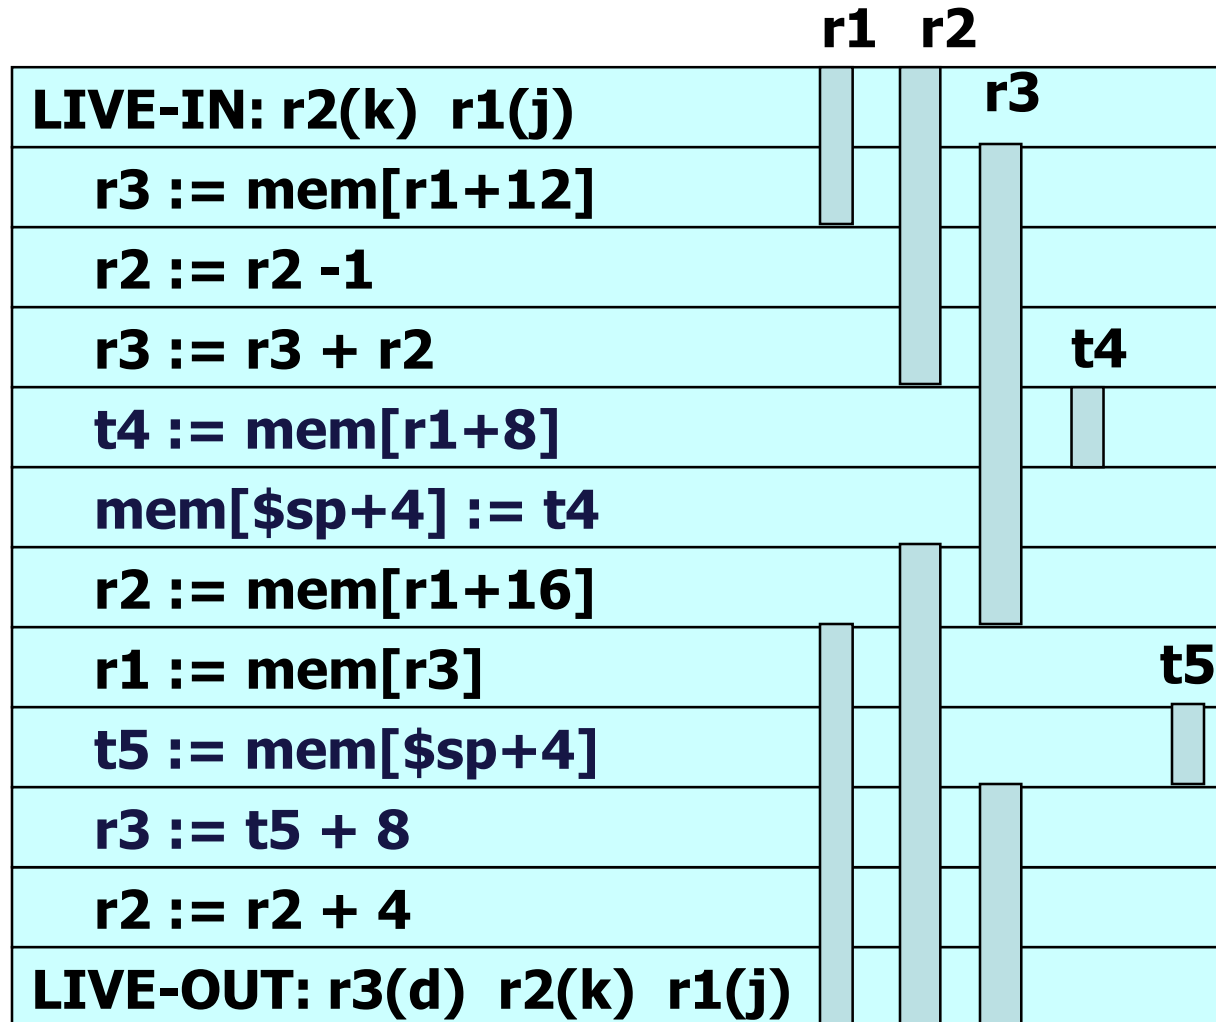 r1 r2
LIVE-IN: r2(k) r1(j) r3
r3 := mem[r1+12]
r2 := r2 -1
r3 := r3 + r2 t4
t4 := mem[r1+8]
mem[$sp+4] := t4
r2 := mem[r1+16]
r1 := mem[r3] t5
t5 := mem[$sp+4]
r3 := t5 + 8
r2 := r2 + 4
LIVE-OUT: r3(d) r2(k) r1(j)